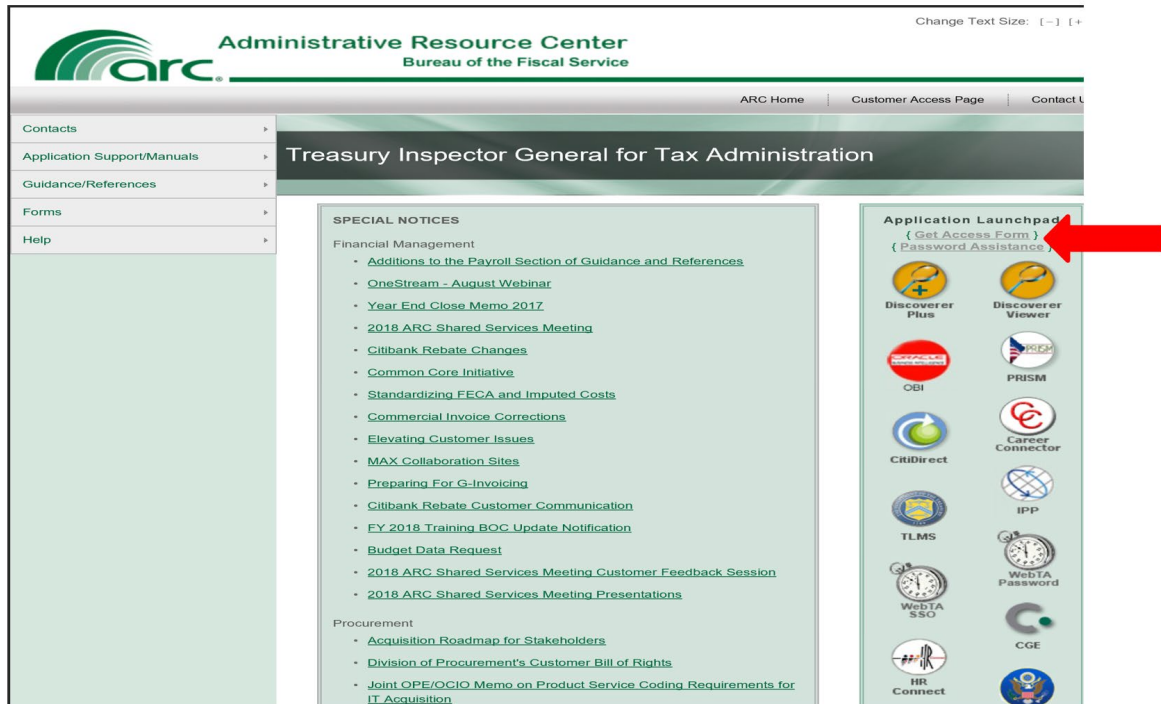 Change Text Size: [-] [+
arc
Administrative Resource Center
Bureau of the Fiscal Service
ARC Home
Customer Access Page
Contact
Contacts
Application Support/Manuals
Guidance/References
Forms
Help
Treasury Inspector General for Tax Administration
SPECIAL NOTICES
Financial Management
• Additions to the Payroll Section of Guidance and References
• OneStream - August Webinar
• Year End Close Memo 2017
• 2018 ARC Shared Services Meeting
• Citibank Rebate Changes
• Common Core Initiative
• Standardizing FECA and Imputed Costs
• Commercial Invoice Corrections
• Elevating Customer Issues
• MAX Collaboration Sites
• Preparing For G-Invoicing
• Citibank Rebate Customer Communication
• FY 2018 Training BOC Update Notification
• Budget Data Request
• 2018 ARC Shared Services Meeting Customer Feedback Session
• 2018 ARC Shared Services Meeting Presentations
Procurement
• Acquisition Roadmap for Stakeholders
• Division of Procurement's Customer Bill of Rights
• Joint OPE/OCIO Memo on Product Service Coding Requirements for
IT Acquisition
Application Launchpad
{ Get Access Form }
{ Password Assistance }
Discoverer
Plus
Discoverer
Viewer
ORACLE
OBI
PRISM
PRISM
CitiDirect
CC
Career
Connector
TLMS
IPP
WebTA
SSO
WebTA
Password
CGE
HR
HR
Connect